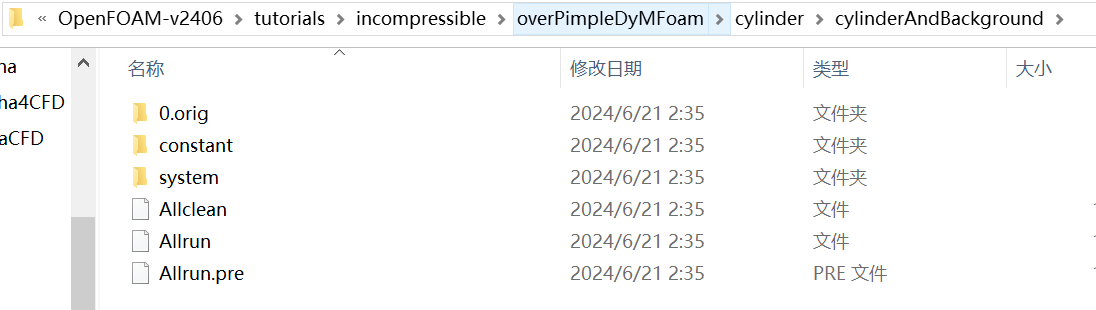 « OpenFOAM-v2406 > tutorials > incompressible > overPimpleDyMFoam > cylinder > cylinderAndBackground >
名称 修改日期 类型 大小
na
na4CFD
aCFD
0.orig 2024/6/21 2:35 文件夹
constant 2024/6/21 2:35 文件夹
system 2024/6/21 2:35 文件夹
Allclean 2024/6/21 2:35 文件
Allrun 2024/6/21 2:35 文件
Allrun.pre 2024/6/21 2:35 PRE 文件